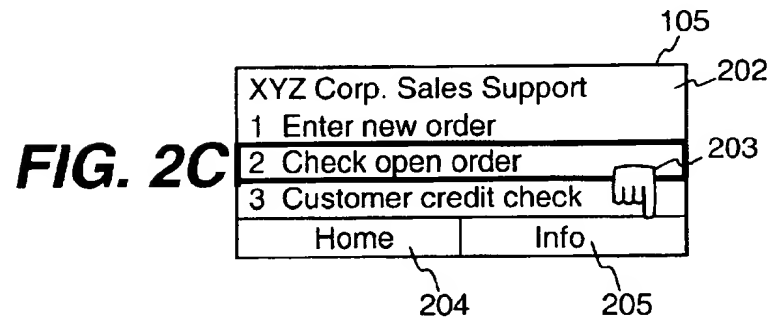 105
XYZ Corp. Sales Support
202
1 Enter new order
FIG. 2C
2 Check open order
203
3 Customer credit check
Home Info
204 205